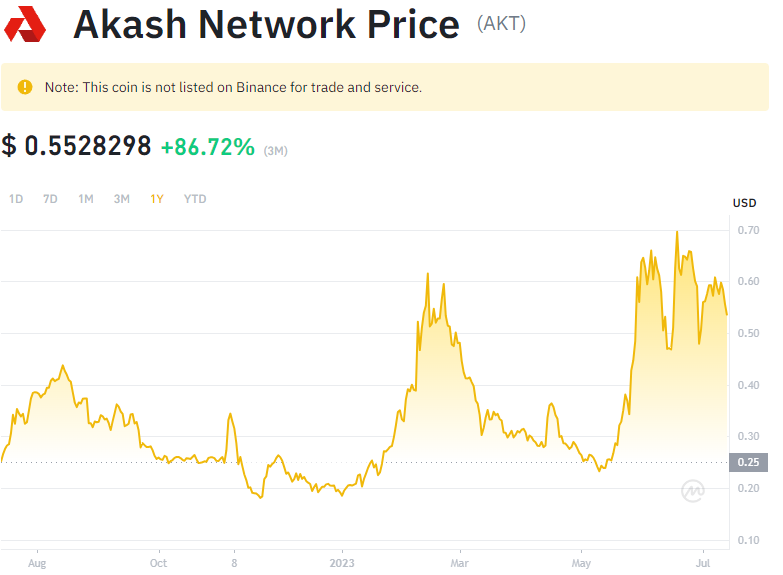 Akash Network Price (AKT)
Note: This coin is not listed on Binance for trade and service.
$ 0.5528298 +86.72% (3M)
1D 7D 1M 3M 1Y YTD
USD
0.70
0.60
0.50
0.40
0.30
0.25
0.20
0.10
Aug Oct 8 2023 Mar May Jul